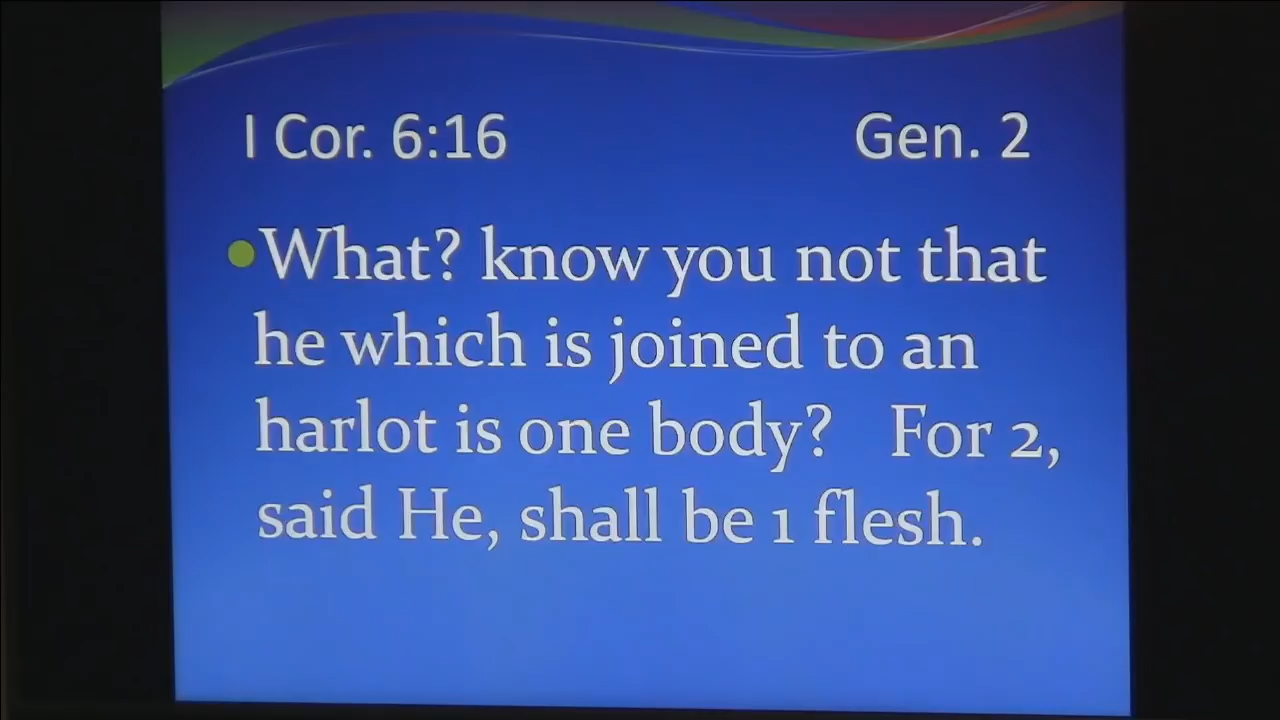 I Cor. 6:16 Gen. 2
What? know you not that
he which is joined to an
harlot is one body? For 2,
said He, shall be 1 flesh.